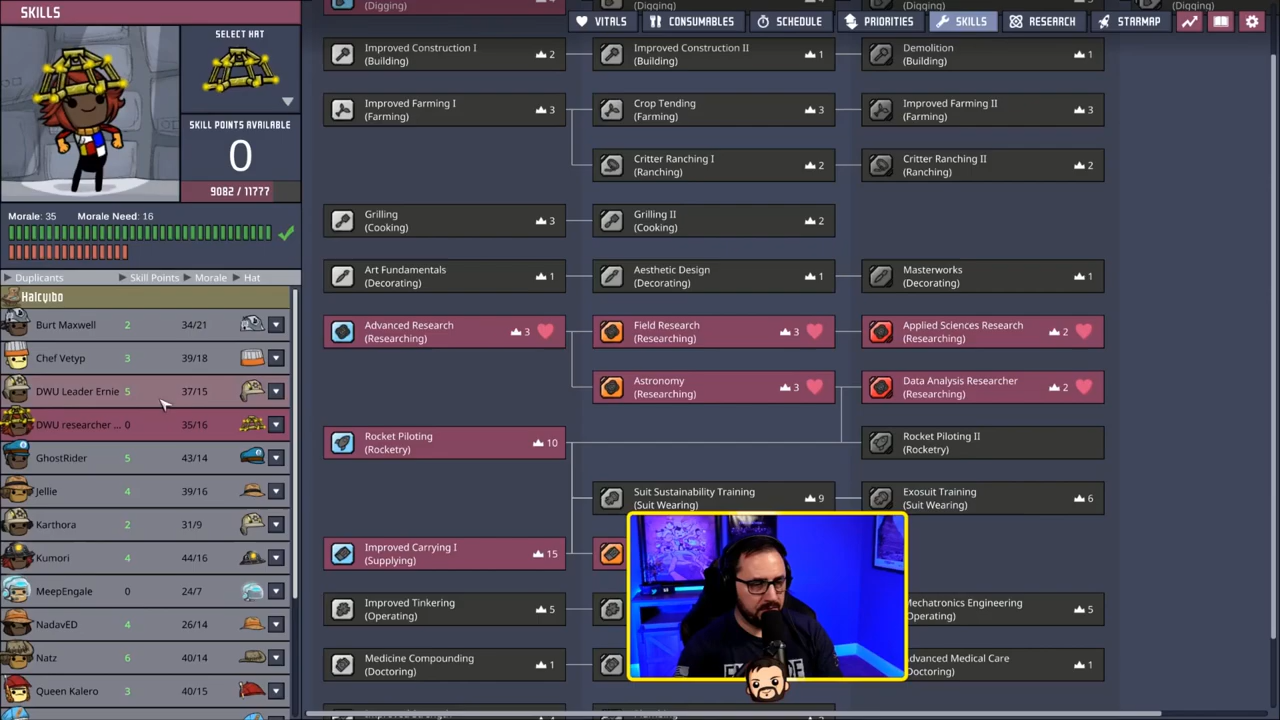 SKILLS
VITALS
CONSUMABLES
SCHEDULE
PRIORITIES
SKILLS
RESEARCH
STARMAP
SELECT HAT
SKILL POINTS AVAILABLE
0
9082 / 11777
Morale: 35
Morale Need: 16
Duplicants
Skill Points
Morale
Hat
Halcyibo
Burt Maxwell 2 34/21
Chef Vetyp 3 39/18
DWU Leader Ernie 5 37/15
DWU researcher ... 0 35/16
GhostRider 5 43/14
Jellie 4 39/16
Karthora 2 31/9
Kumori 4 44/16
MeepEngale 0 24/7
NadavED 4 26/14
Natz 6 40/14
Queen Kalero 3 40/15
(Digging)
(Digging)
(Digging)
(Digging)
Improved Construction I
(Building)
2
Improved Construction II
(Building)
1
Demolition
(Building)
1
Improved Farming I
(Farming)
3
Crop Tending
(Farming)
3
Improved Farming II
(Farming)
3
Critter Ranching I
(Ranching)
2
Critter Ranching II
(Ranching)
2
Grilling
(Cooking)
3
Grilling II
(Cooking)
2
Art Fundamentals
(Decorating)
1
Aesthetic Design
(Decorating)
1
Masterworks
(Decorating)
1
Advanced Research
(Researching)
3
Field Research
(Researching)
3
Applied Sciences Research
(Researching)
2
Astronomy
(Researching)
3
Data Analysis Researcher
(Researching)
2
Rocket Piloting
(Rocketry)
10
Rocket Piloting II
(Rocketry)
Suit Sustainability Training
(Suit Wearing)
9
Exosuit Training
(Suit Wearing)
6
Improved Carrying I
(Supplying)
15
Improved Tinkering
(Operating)
5
Mechatronics Engineering
Operating)
5
Medicine Compounding
(Doctoring)
1
Advanced Medical Care
(Doctoring)
1
Improved Strength
Plumbing